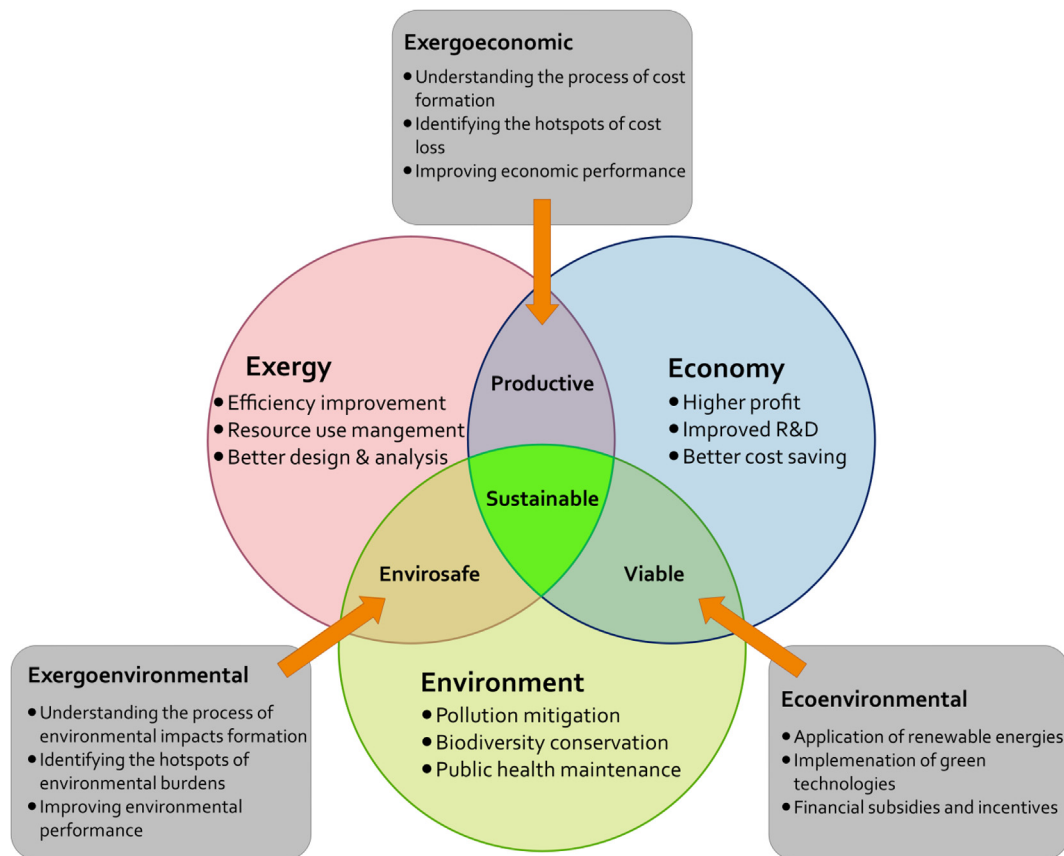 Exergoeconomic
• Understanding the process of cost
formation
• Identifying the hotspots of cost
loss
• Improving economic performance
Exergy
• Efficiency improvement
• Resource use mangement
• Better design & analysis
Productive
Economy
• Higher profit
• Improved R&D
• Better cost saving
Sustainable
Envirosafe
Viable
Exergoenvironmental
• Understanding the process of
environmental impacts formation
• Identifying the hotspots of
environmental burdens
• Improving environmental
performance
Environment
• Pollution mitigation
• Biodiversity conservation
• Public health maintenance
Ecoenvironmental
• Application of renewable energies
• Implemenation of green
technologies
• Financial subsidies and incentives